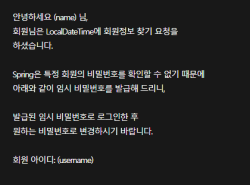 안녕하세요 {name} 님,
회원님은 LocalDateTime에 회원정보 찾기 요청을
하셨습니다.
Spring은 특정 회원의 비밀번호를 확인할 수 없기 때문에
아래와 같이 임시 비밀번호를 발급해 드리니,
발급된 임시 비밀번호로 로그인한 후
원하는 비밀번호로 변경하시기 바랍니다.
회원 아이디: {username}